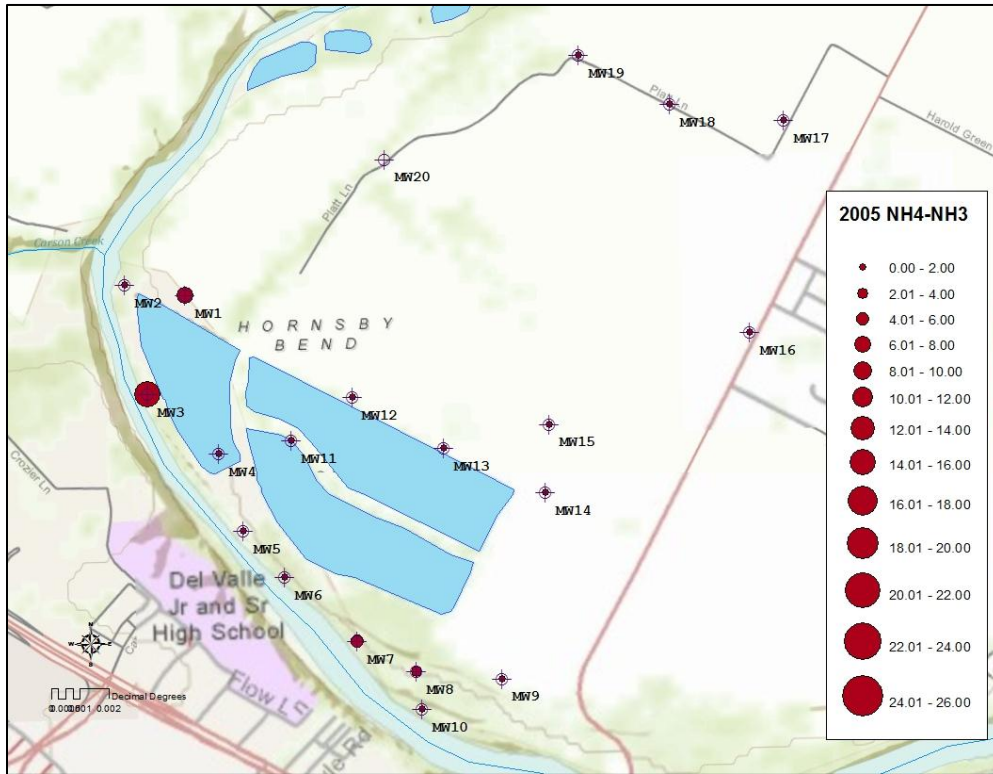 MW19
Platt Ln
MW18
MW17
Harold Green
MW20
Platt Ln
2005 NH4-NH3
0.00 - 2.00
2.01 - 4.00
4.01 - 6.00
6.01 - 8.00
8.01 - 10.00
10.01 - 12.00
12.01 - 14.00
14.01 - 16.00
16.01 - 18.00
18.01 - 20.00
20.01 - 22.00
22.01 - 24.00
24.01 - 26.00
Carson Creek
MW2
MW1
HORNSBY
BEND
MW16
MW3
MW12
MW15
MW11
MW13
MW4
Crozier Ln
MW14
MW5
MW6
Del Valle
Jr and Sr
High School
MW7
MW8
MW9
MW10
N
W
E
S
Flow Ln
Decimal Degrees
0.002